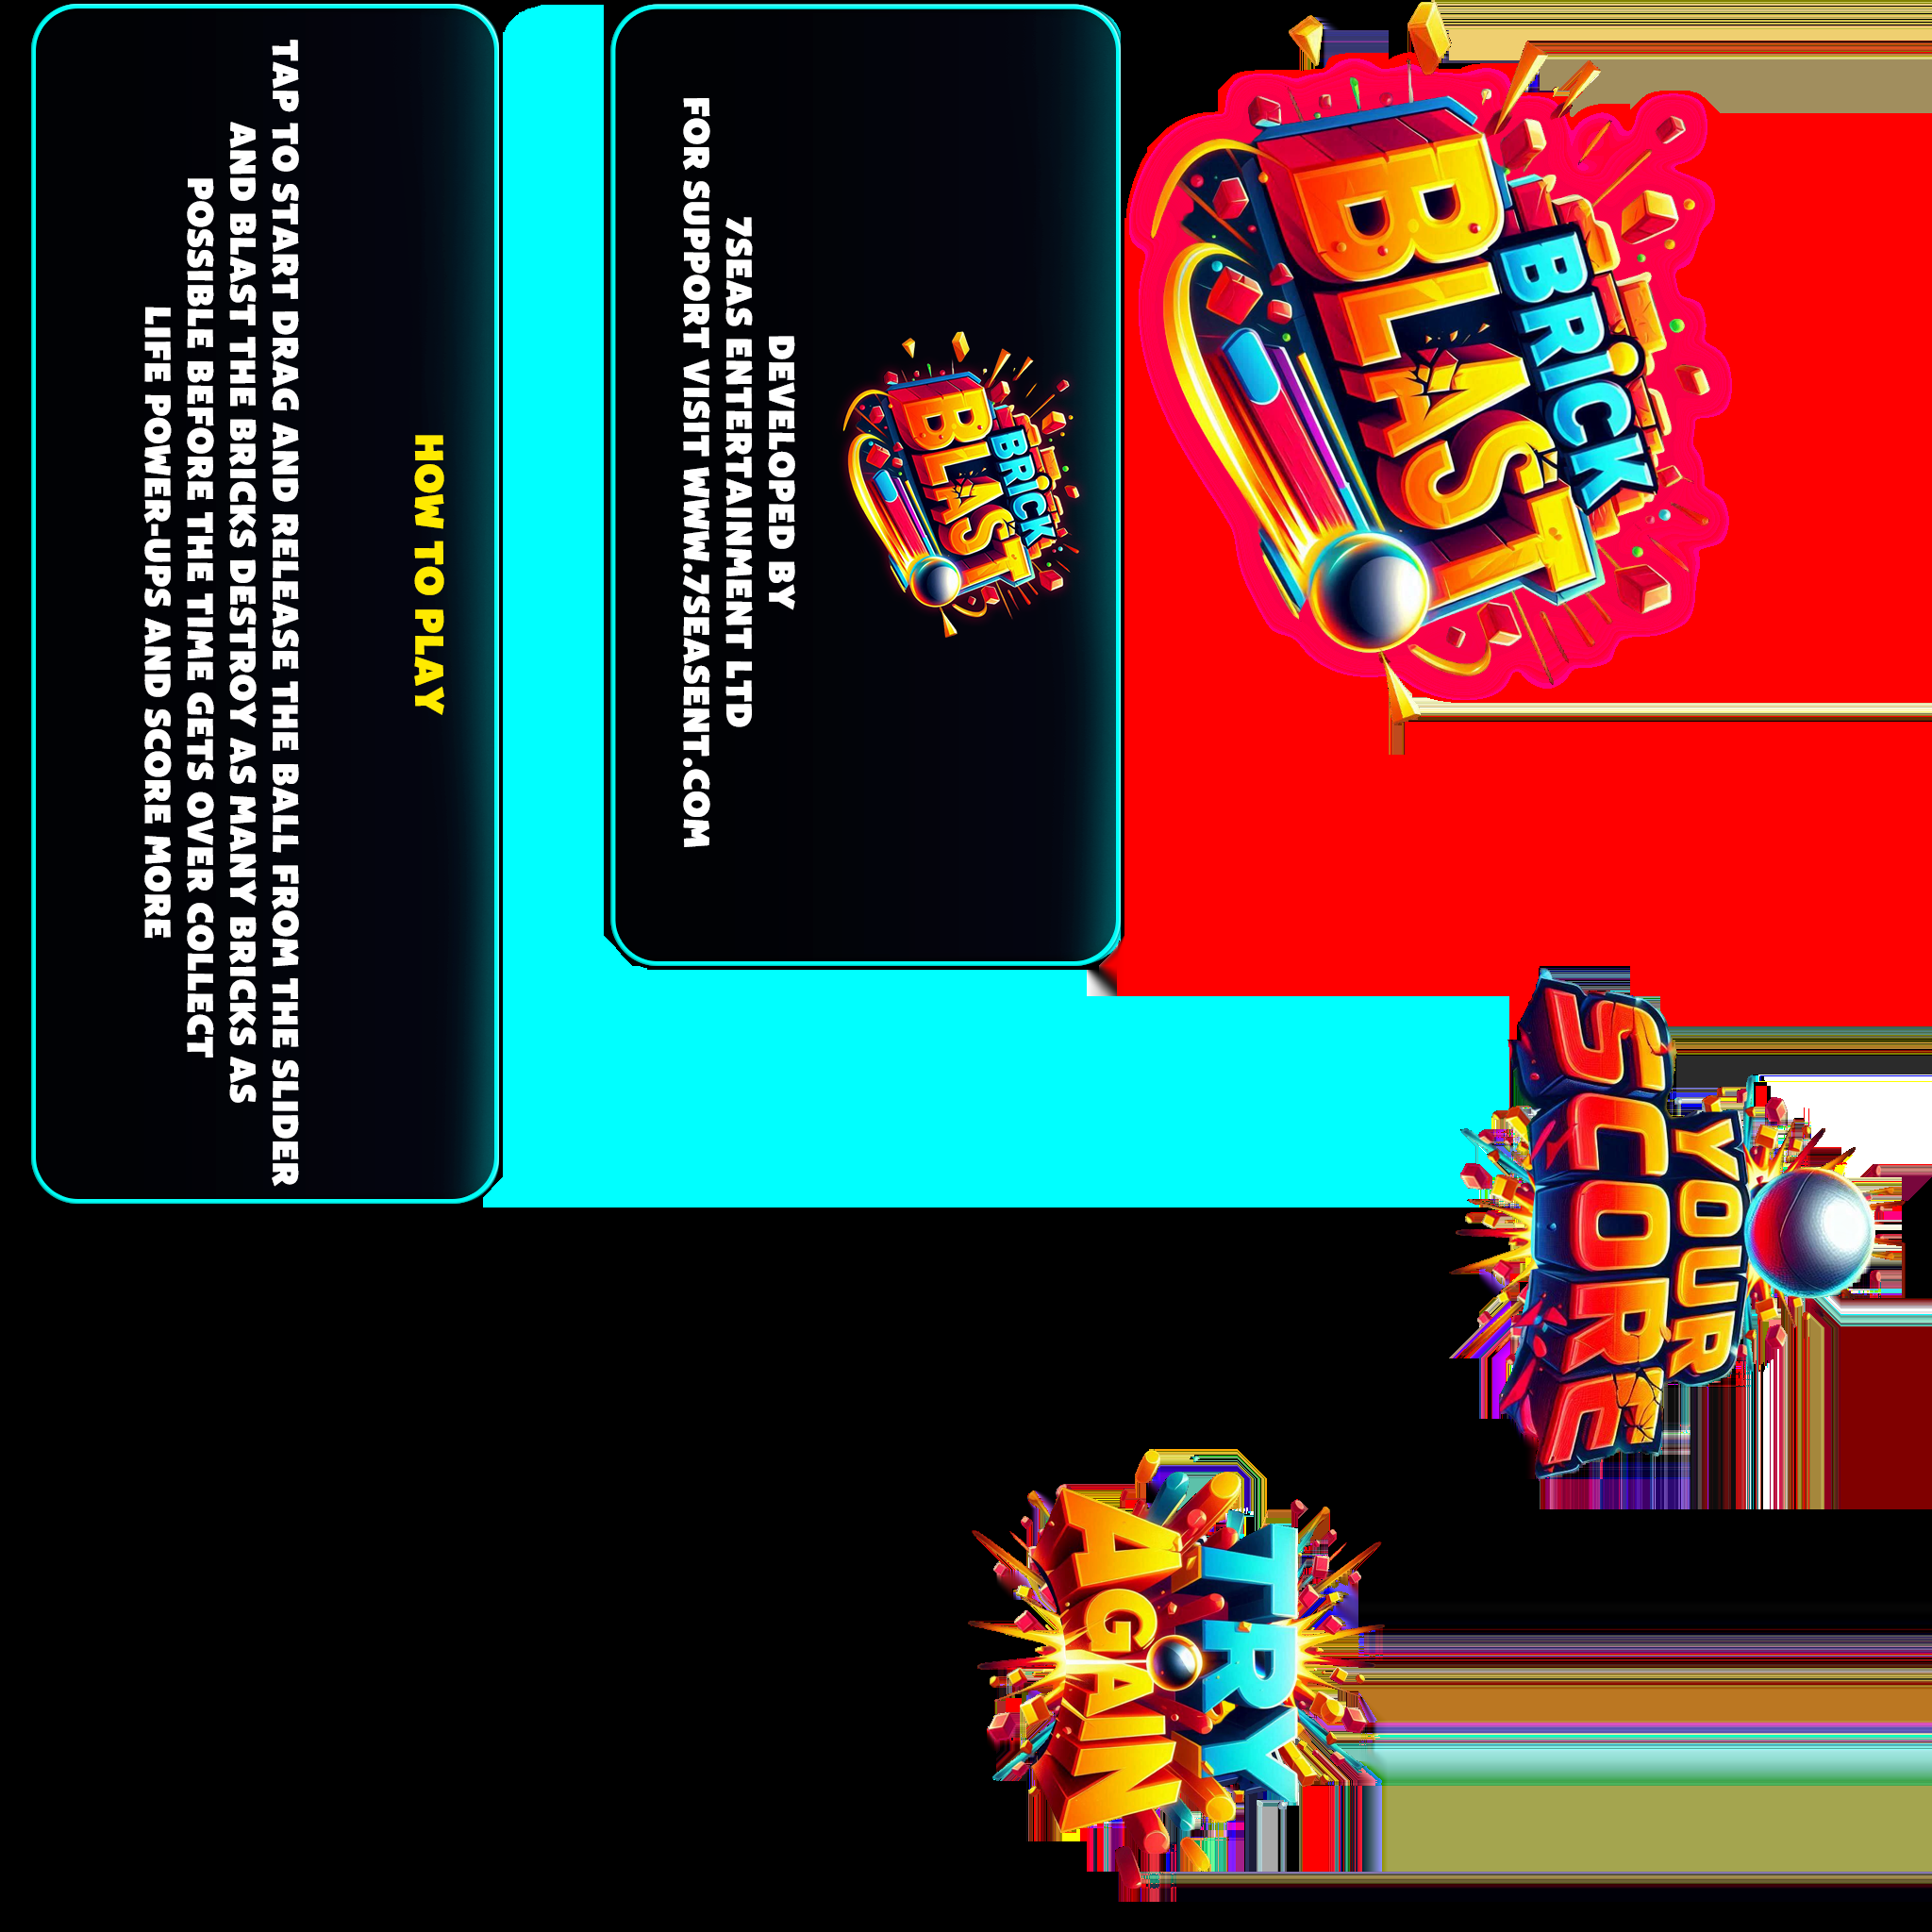 HOW TO PLAY
TAP TO START DRAG AND RELEASE THE BALL FROM THE SLIDER
AND BLAST THE BRICKS DESTROY AS MANY BRICKS AS
POSSIBLE BEFORE THE TIME GETS OVER COLLECT
LIFE POWER-UPS AND SCORE MORE
BRICK
BLAST
DEVELOPED BY
7SEAS ENTERTAINMENT LTD
FOR SUPPORT VISIT WWW.7SEASENT.COM
BRICK
BLAST
YOUR
SCORE
TRY
AGAIN